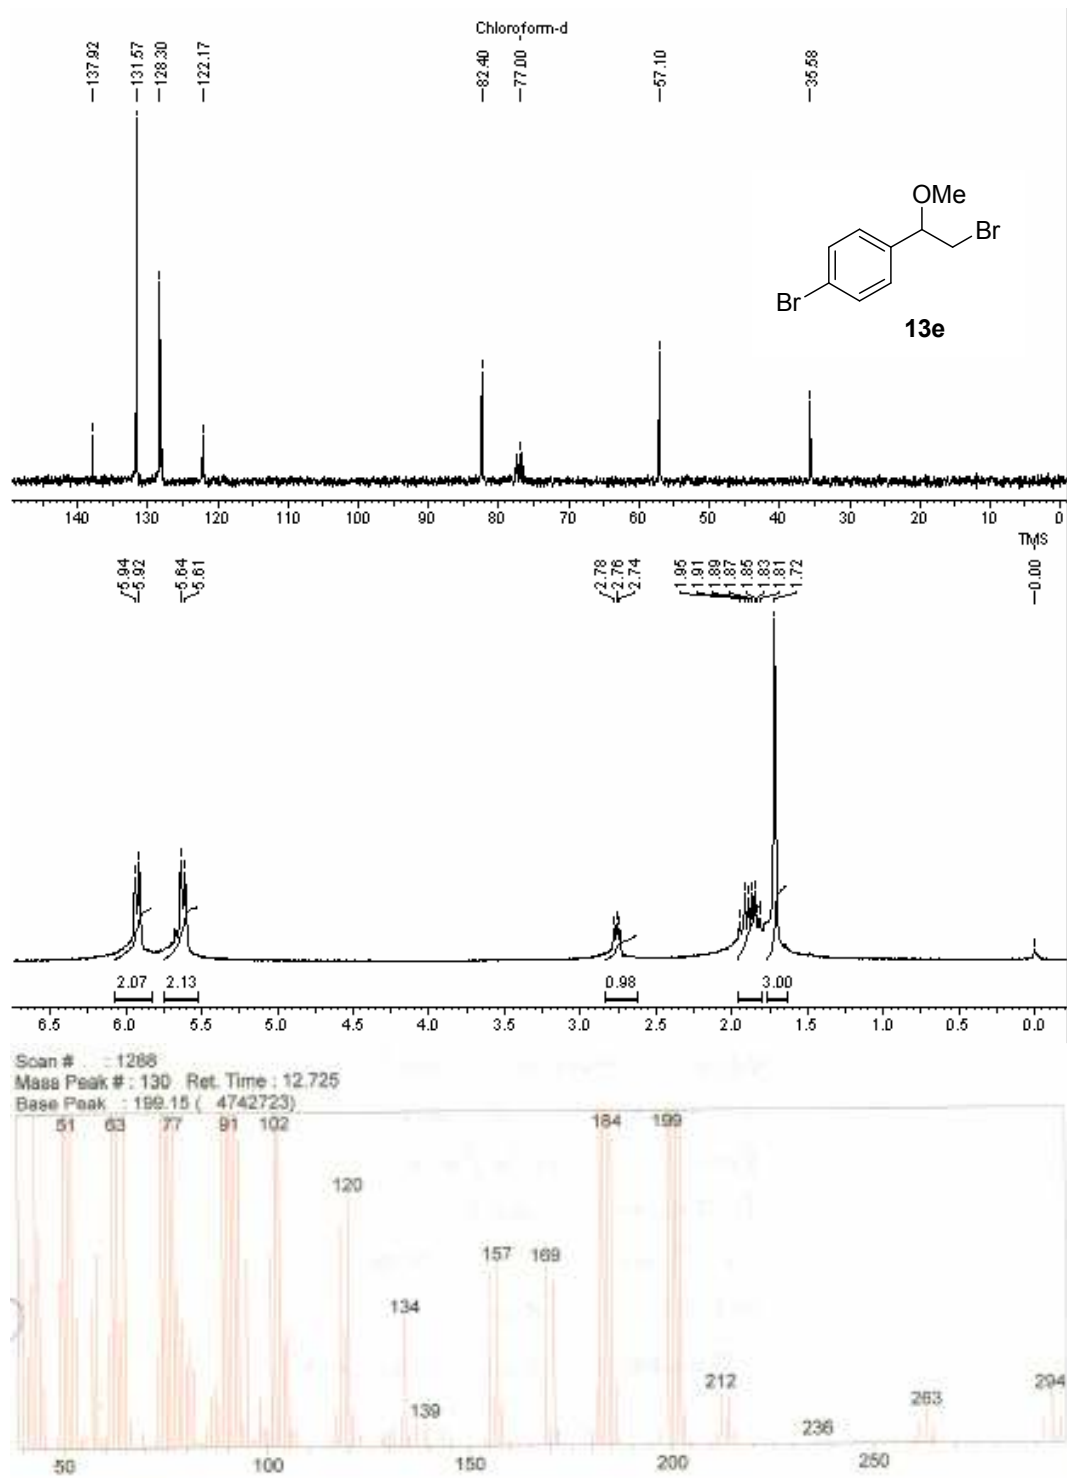 Chloroform-d
137.92
131.57
128.30
122.17
82.40
77.00
57.10
35.58
OMe
Br
Br
13e
140 130 120 110 100 90 80 70 60 50 40 30 20 10 0
TMS
5.94
5.92
5.64
5.61
2.78
2.76
2.74
1.95
1.91
1.89
1.87
1.85
1.83
1.81
1.72
0.00
2.07 2.13 0.98 3.00
6.5 6.0 5.5 5.0 4.5 4.0 3.5 3.0 2.5 2.0 1.5 1.0 0.5 0.0
Scan # : 1288
Mass Peak # : 130 Ret. Time : 12.725
Base Peak : 199.15 ( 4742723)
51 63 77 91 102 184 199
120
157 169
134
139
212
236
263
294
50 100 150 200 250